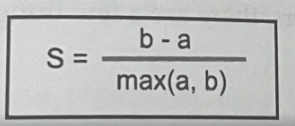 S = b - a
max(a, b)